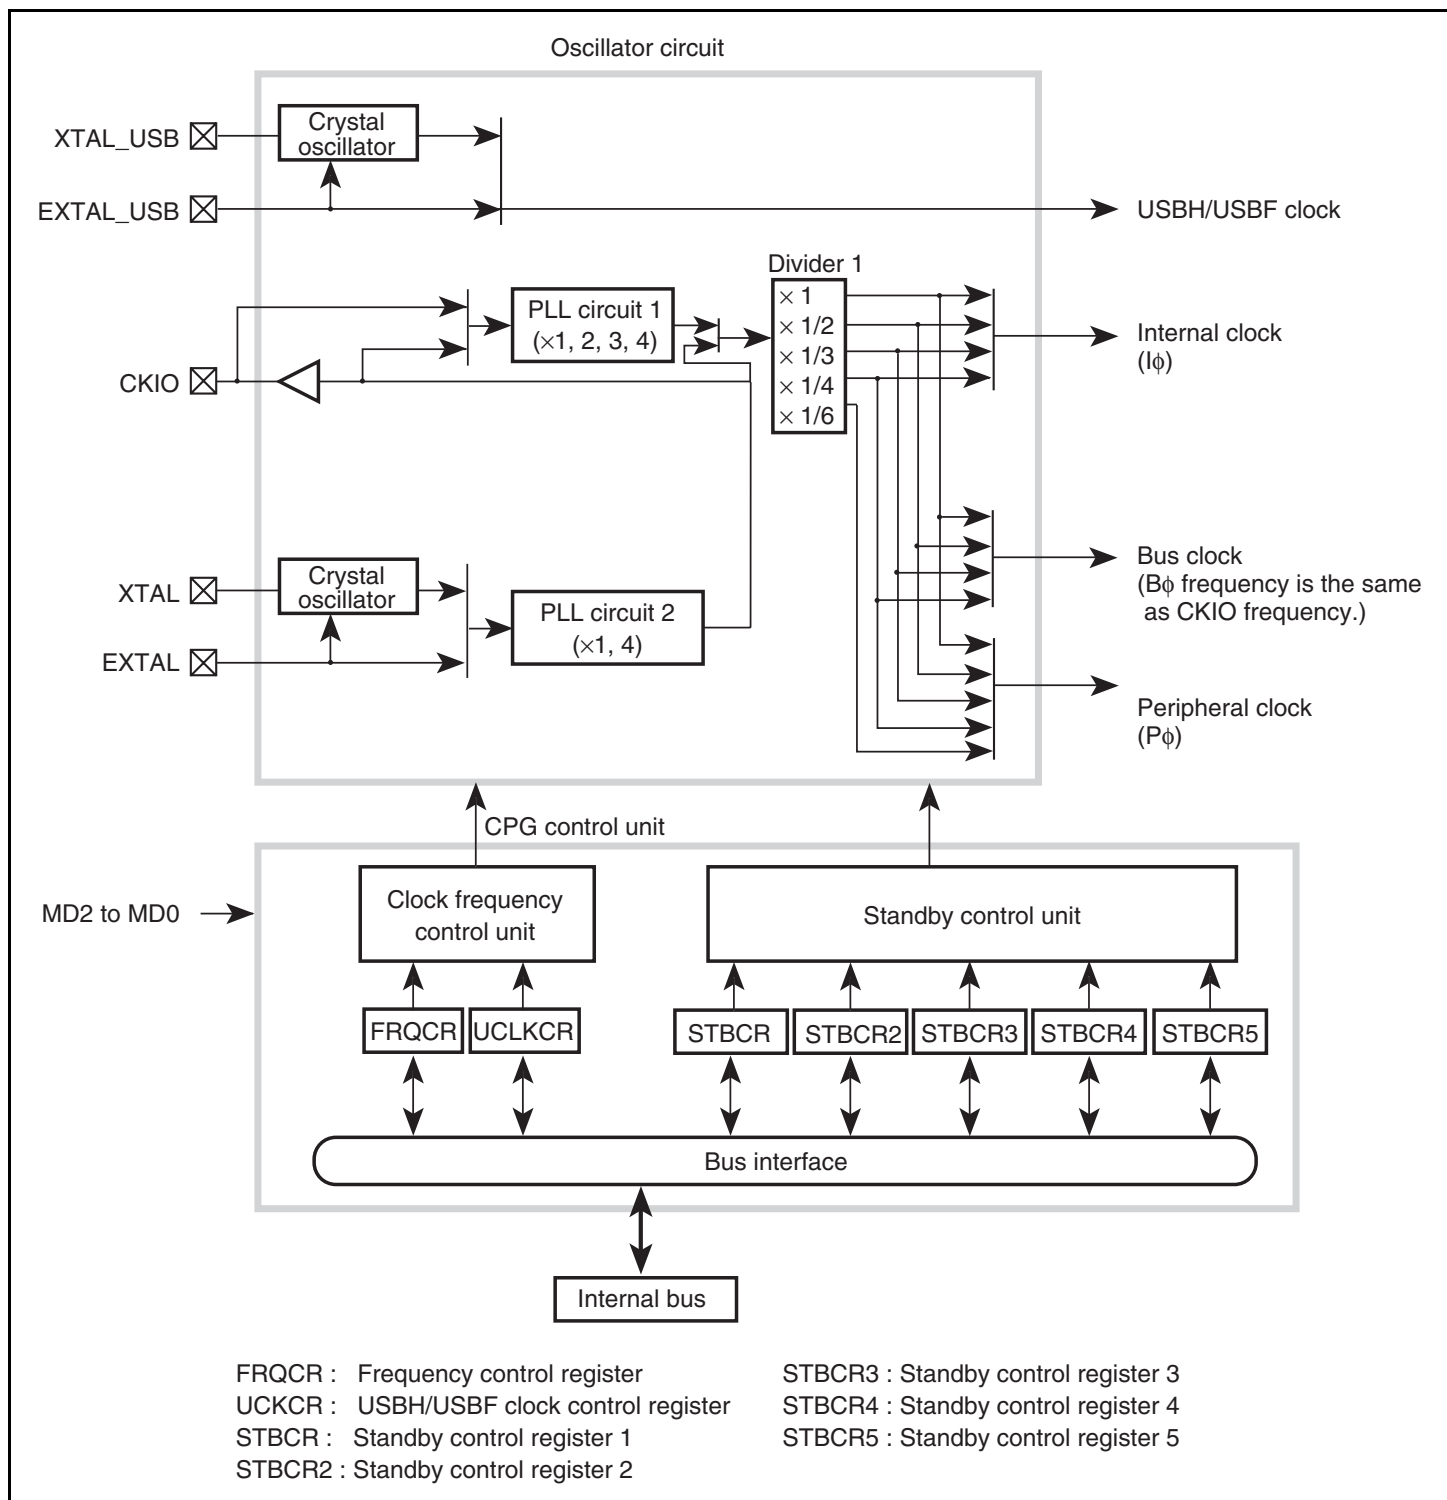 Oscillator circuit
XTAL_USB
Crystal
oscillator
EXTAL_USB
USBH/USBF clock
Divider 1
× 1
× 1/2
× 1/3
× 1/4
× 1/6
PLL circuit 1
(×1, 2, 3, 4)
Internal clock
(Iϕ)
CKIO
XTAL
Crystal
oscillator
EXTAL
PLL circuit 2
(×1, 4)
Bus clock
(Bϕ frequency is the same
as CKIO frequency.)
Peripheral clock
(Pϕ)
CPG control unit
MD2 to MD0
Clock frequency
control unit
Standby control unit
FRQCR
UCLKCR
STBCR
STBCR2
STBCR3
STBCR4
STBCR5
Bus interface
Internal bus
FRQCR : Frequency control register
UCKCR : USBH/USBF clock control register
STBCR : Standby control register 1
STBCR2 : Standby control register 2
STBCR3 : Standby control register 3
STBCR4 : Standby control register 4
STBCR5 : Standby control register 5